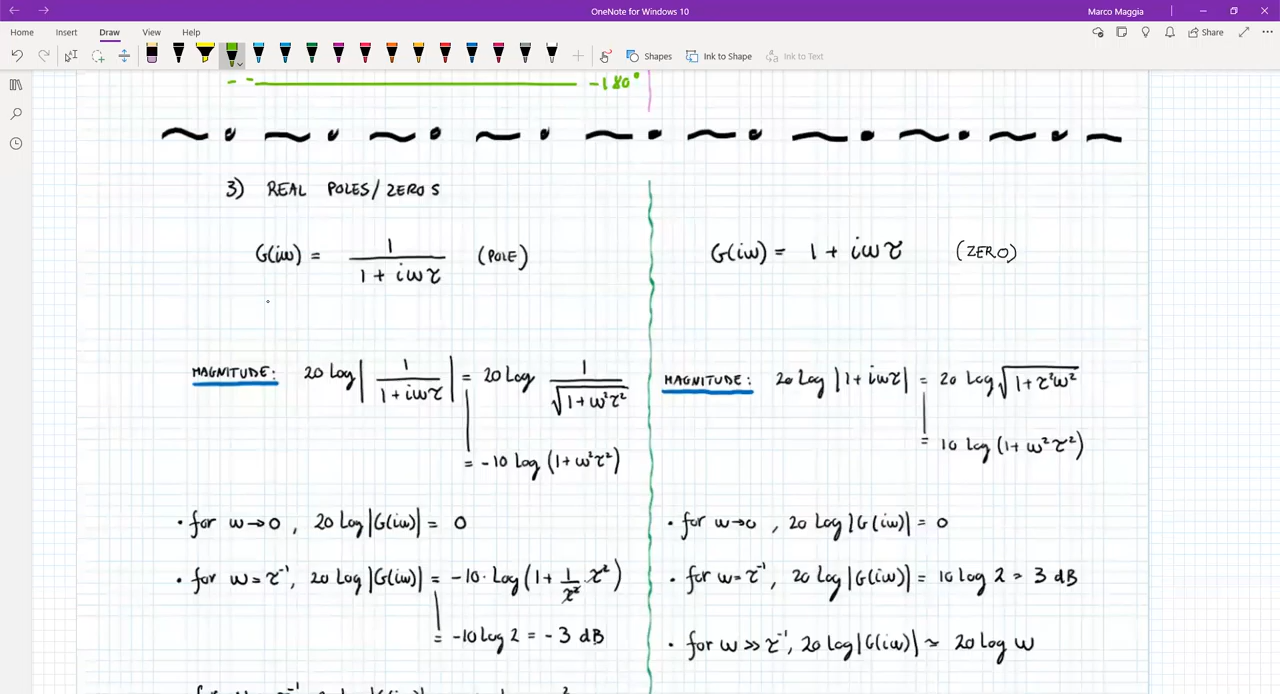 OneNote for Windows 10
Marco Maggia
Home Insert Draw View Help
Shapes Ink to Shape Ink to Text Share
-180°
3) REAL POLES/ZEROS
G(iω) = 1 / (1 + iωτ) (POLE)
G(iω) = 1 + iωτ (ZERO)
MAGNITUDE: 20 Log |1 / (1 + iωτ)| = 20 Log 1 / √(1 + ω²τ²)
= -10 Log (1 + ω²τ²)
• for ω→0, 20 Log |G(iω)| = 0
• for ω = τ⁻¹, 20 Log |G(iω)| = -10 · Log (1 + 1/τ² τ²)
= -10 Log 2 = -3 dB
MAGNITUDE: 20 Log |1 + iωτ| = 20 Log √(1 + τ²ω²)
= 10 Log (1 + ω²τ²)
• for ω→0, 20 Log |G(iω)| = 0
• for ω = τ⁻¹, 20 Log |G(iω)| = 10 Log 2 = 3 dB
• for ω >> τ⁻¹, 20 Log |G(iω)| ≃ 20 Log ω